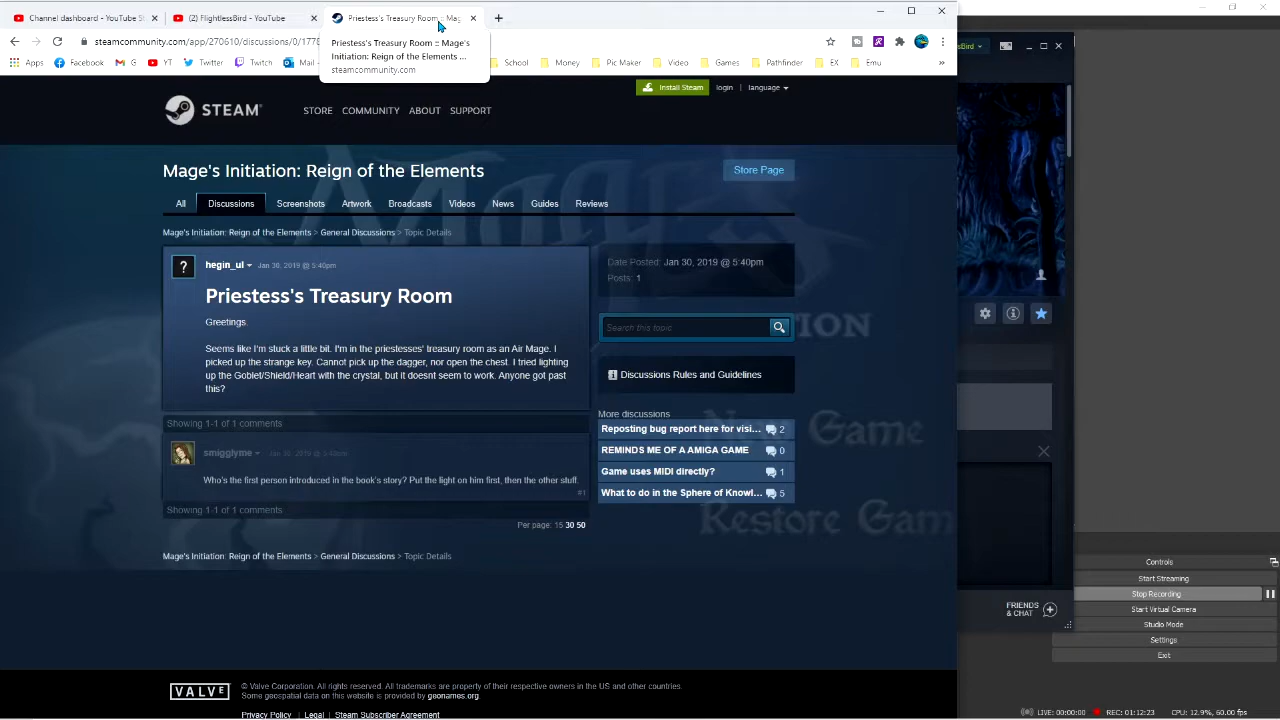 Channel dashboard - YouTube St
(2) FlightlessBird - YouTube
Priestess's Treasury Room :: Mag
steamcommunity.com/app/270610/discussions/0/1778
Priestess's Treasury Room :: Mage's
Initiation: Reign of the Elements ...
steamcommunity.com
Apps
Facebook
G
YT
Twitter
Twitch
Mail
School
Money
Pic Maker
Video
Games
Pathfinder
EX
Emu
»
STEAM
STORE
COMMUNITY
ABOUT
SUPPORT
Install Steam
login
language
Mage's Initiation: Reign of the Elements
Store Page
All
Discussions
Screenshots
Artwork
Broadcasts
Videos
News
Guides
Reviews
Mage's Initiation: Reign of the Elements > General Discussions > Topic Details
hegin_ul
Jan 30, 2019 @ 5:40pm
Priestess's Treasury Room
Greetings.
Seems like I'm stuck a little bit. I'm in the priestesses' treasury room as an Air Mage. I
picked up the strange key. Cannot pick up the dagger, nor open the chest. I tried lighting
up the Goblet/Shield/Heart with the crystal, but it doesnt seem to work. Anyone got past
this?
Showing 1-1 of 1 comments
smigglyme
Jan 30, 2019 @ 5:43pm
Who's the first person introduced in the book's story? Put the light on him first, then the other stuff.
#1
Showing 1-1 of 1 comments
Per page: 15 30 50
Mage's Initiation: Reign of the Elements > General Discussions > Topic Details
Date Posted: Jan 30, 2019 @ 5:40pm
Posts: 1
Search this topic
Discussions Rules and Guidelines
More discussions
Reposting bug report here for visi... 2
REMINDS ME OF A AMIGA GAME 0
Game uses MIDI directly? 1
What to do in the Sphere of Knowl... 5
New Game
Restore Gam
VALVE
© Valve Corporation. All rights reserved. All trademarks are property of their respective owners in the US and other countries.
Some geospatial data on this website is provided by geonames.org.
Privacy Policy | Legal | Steam Subscriber Agreement
FRIENDS
& CHAT
Controls
Start Streaming
Stop Recording
Start Virtual Camera
Studio Mode
Settings
Exit
LIVE: 00:00:00
REC: 01:12:23
CPU: 12.9%, 60.00 fps